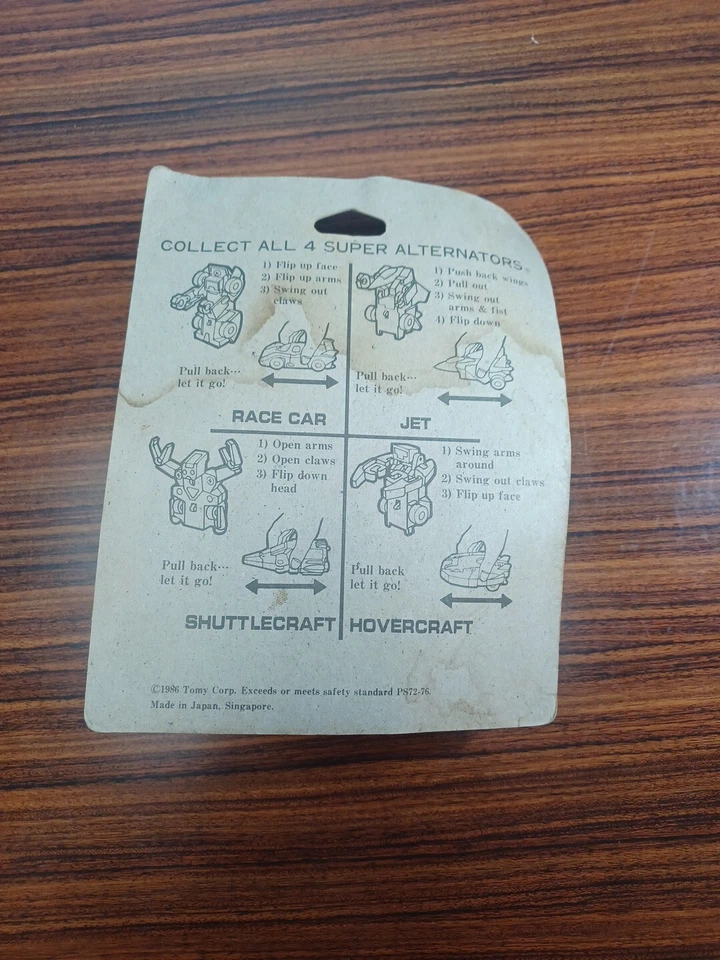 COLLECT ALL 4 SUPER ALTERNATORS
1) Flip up face
2) Flip up arms
3) Swing out
claws
Pull back···
let it go!
RACE CAR
1) Push back wings
2) Pull out
3) Swing out
arms & fist
4) Flip down
Pull back···
let it go!
JET
1) Open arms
2) Open claws
3) Flip down
head
Pull back···
let it go!
SHUTTLECRAFT
1) Swing arms
around
2) Swing out claws
3) Flip up face
Pull back
let it go!
HOVERCRAFT
©1986 Tomy Corp. Exceeds or meets safety standard PS72-76.
Made in Japan, Singapore.